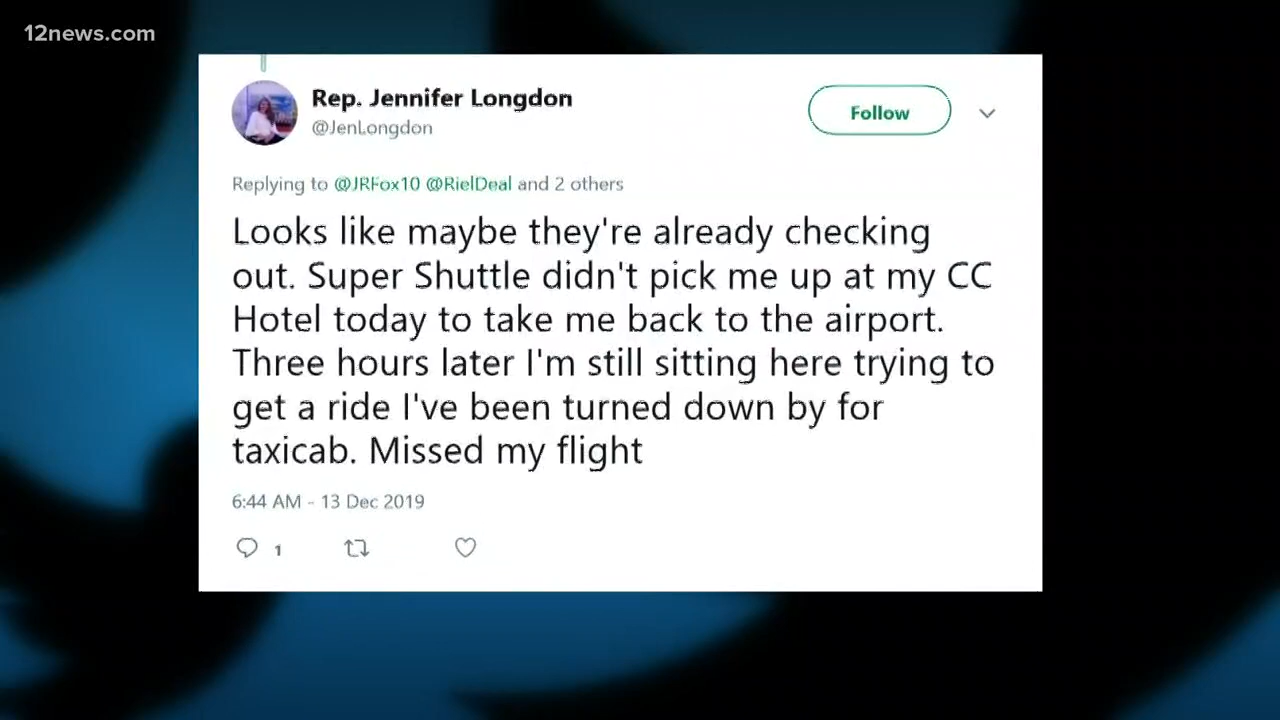 12news.com
Rep. Jennifer Longdon
@JenLongdon
Follow
Replying to @JRFox10 @RielDeal and 2 others
Looks like maybe they're already checking
out. Super Shuttle didn't pick me up at my CC
Hotel today to take me back to the airport.
Three hours later I'm still sitting here trying to
get a ride I've been turned down by for
taxicab. Missed my flight
6:44 AM - 13 Dec 2019
1